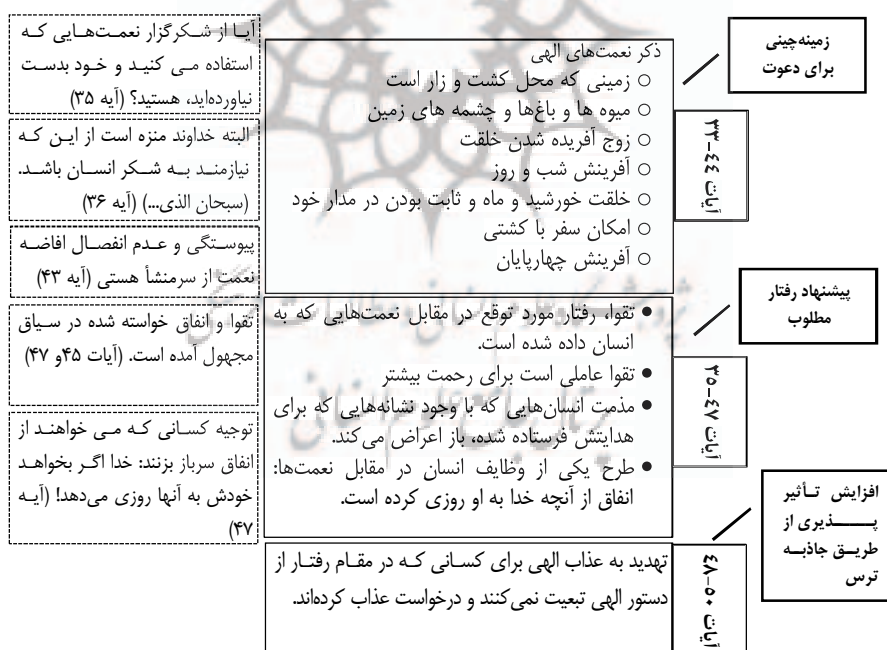 زمینه‌چینی
برای دعوت
آیات ٣٣-٤٤
ذکر نعمت‌های الهی
○ زمینی که محل کشت و زار است
○ میوه ها و باغ‌ها و چشمه های زمین
○ زوج آفریده شدن خلقت
○ آفرینش شب و روز
○ خلقت خورشید و ماه و ثابت بودن در مدار خود
○ امکان سفر با کشتی
○ آفرینش چهارپایان
آیا از شکرگزار نعمت‌هایی که
استفاده می کنید و خود بدست
نیاورده‌اید، هستید؟ (آیه ۳۵)
البته خداوند منزه است از این که
نیازمند به شکر انسان باشد.
(سبحان الذی...) (آیه ۳۶)
پیوستگی و عدم انفصال افاضه
نعمت از سرمنشأ هستی (آیه ۴۳)
پیشنهاد رفتار
مطلوب
آیات ٤٧-٣٥
● تقوا، رفتار مورد توقع در مقابل نعمت‌هایی که به
انسان داده شده است.
● تقوا عاملی است برای رحمت بیشتر
● مذمت انسان‌هایی که با وجود نشانه‌هایی که برای
هدایتش فرستاده شده، باز اعراض می‌کند.
● طرح یکی از وظایف انسان در مقابل نعمت‌ها:
انفاق از آنچه خدا به او روزی کرده است.
تقوا و انفاق خواسته شده در سیاق
مجهول آمده است. (آیات ۴۵و ۴۷)
توجیه کسانی که می خواهند از
انفاق سرباز بزنند: خدا اگر بخواهد
خودش به آنها روزی می‌دهد! (آیه
۴۷)
افزایش تأثیر
پذیری از
طریق جاذبه
ترس
آیات ٥٠-٤٨
تهدید به عذاب الهی برای کسانی که در مقام رفتار از
دستور الهی تبعیت نمی‌کنند و درخواست عذاب کرده‌اند.